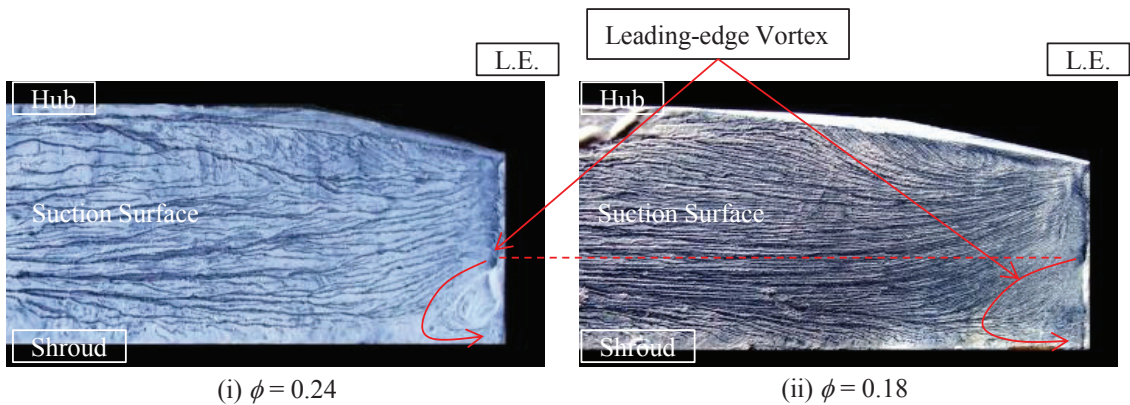 Leading-edge Vortex
L.E.
L.E.
Hub
Hub
Suction Surface
Suction Surface
Shroud
Shroud
(i) ϕ = 0.24
(ii) ϕ = 0.18